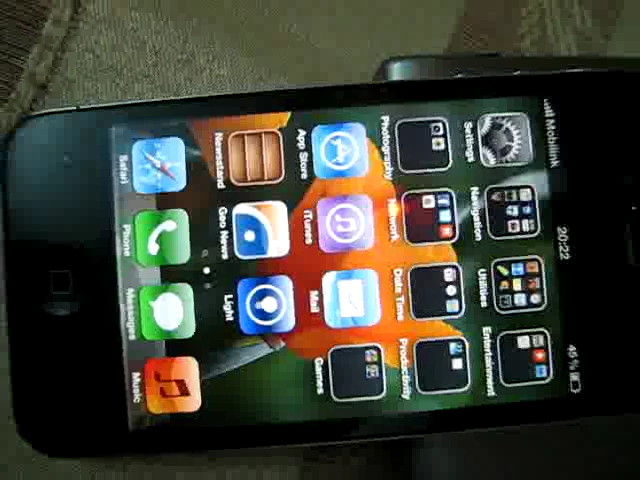 Mobilink 20:22 45%
Settings Navigation Utilities Entertainment
Photography Network Date Time Productivity
App Store iTunes Mail Games
Newsstand Geo News Light
Safari Phone Messages Music